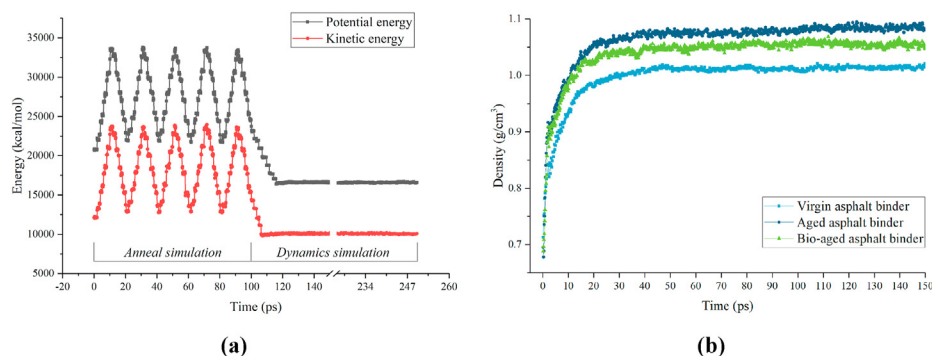 Potential energy
Kinetic energy
Energy (kcal/mol)
40000
35000
30000
25000
20000
15000
10000
5000
Anneal simulation
Dynamics simulation
-20 0 20 40 60 80 100 120 140 234 247 260
Time (ps)
(a)
b)
Density (g/cm³)
1.1
1.0
0.9
0.8
0.7
Virgin asphalt binder
Aged asphalt binder
Bio-aged asphalt binder
0 10 20 30 40 50 60 70 80 90 100 110 120 130 140 150
Time (ps)
(b)